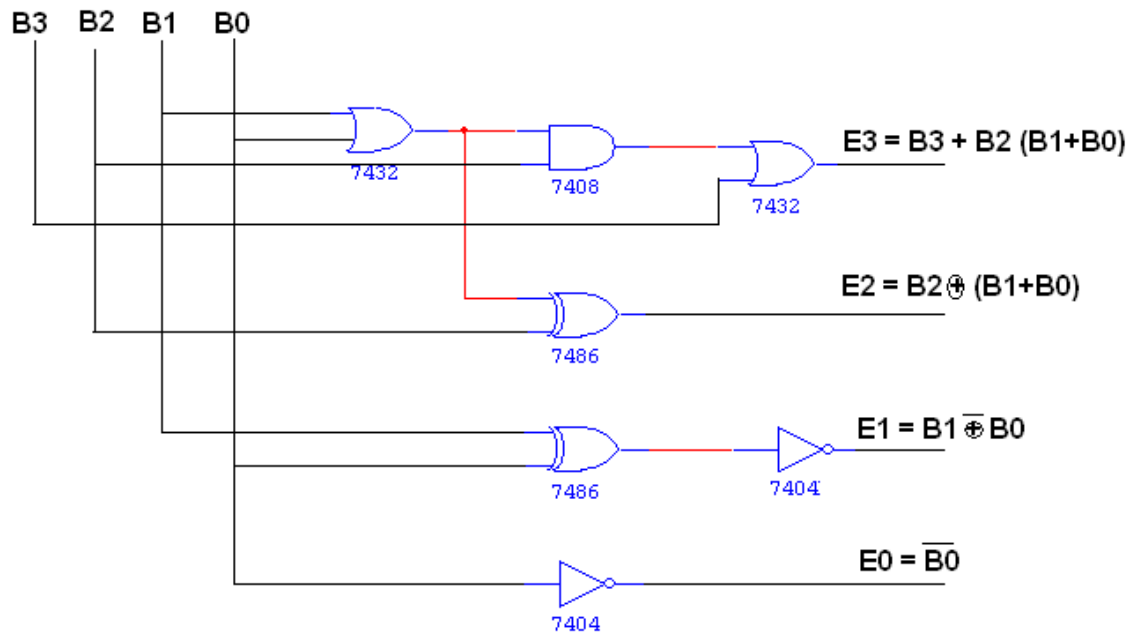 B3 B2 B1 B0
E3 = B3 + B2 (B1+B0)
7432
7408
7432
E2 = B2 ⊕ (B1+B0)
7486
E1 = B1 ⊕̅ B0
7486
7404
E0 = B̅0̅
7404